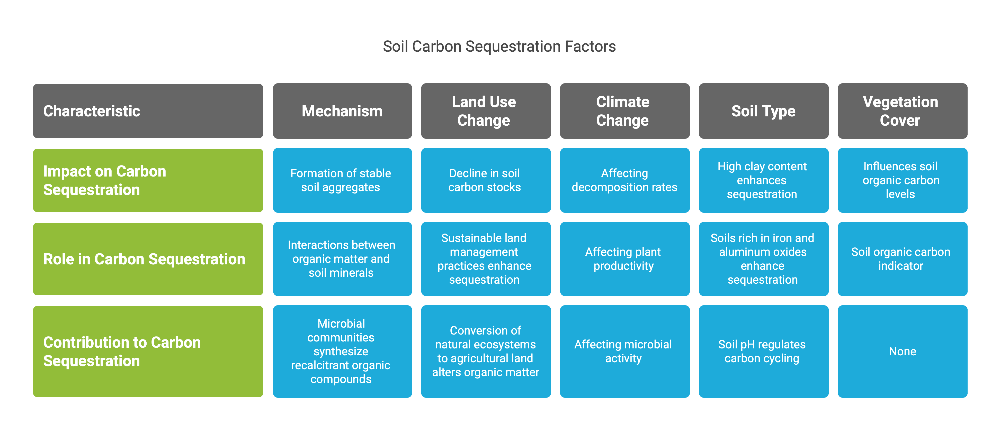 Soil Carbon Sequestration Factors
Characteristic
Mechanism
Land Use
Change
Climate
Change
Soil Type
Vegetation
Cover
Impact on Carbon
Sequestration
Formation of stable
soil aggregates
Decline in soil
carbon stocks
Affecting
decomposition rates
High clay content
enhances
sequestration
Influences soil
organic carbon
levels
Role in Carbon Sequestration
Interactions between
organic matter and
soil minerals
Sustainable land
management
practices enhance
sequestration
Affecting plant
productivity
Soils rich in iron and
aluminum oxides
enhance
sequestration
Soil organic carbon
indicator
Contribution to Carbon
Sequestration
Microbial
communities
synthesize
recalcitrant organic
compounds
Conversion of
natural ecosystems
to agricultural land
alters organic matter
Affecting microbial
activity
Soil pH regulates
carbon cycling
None